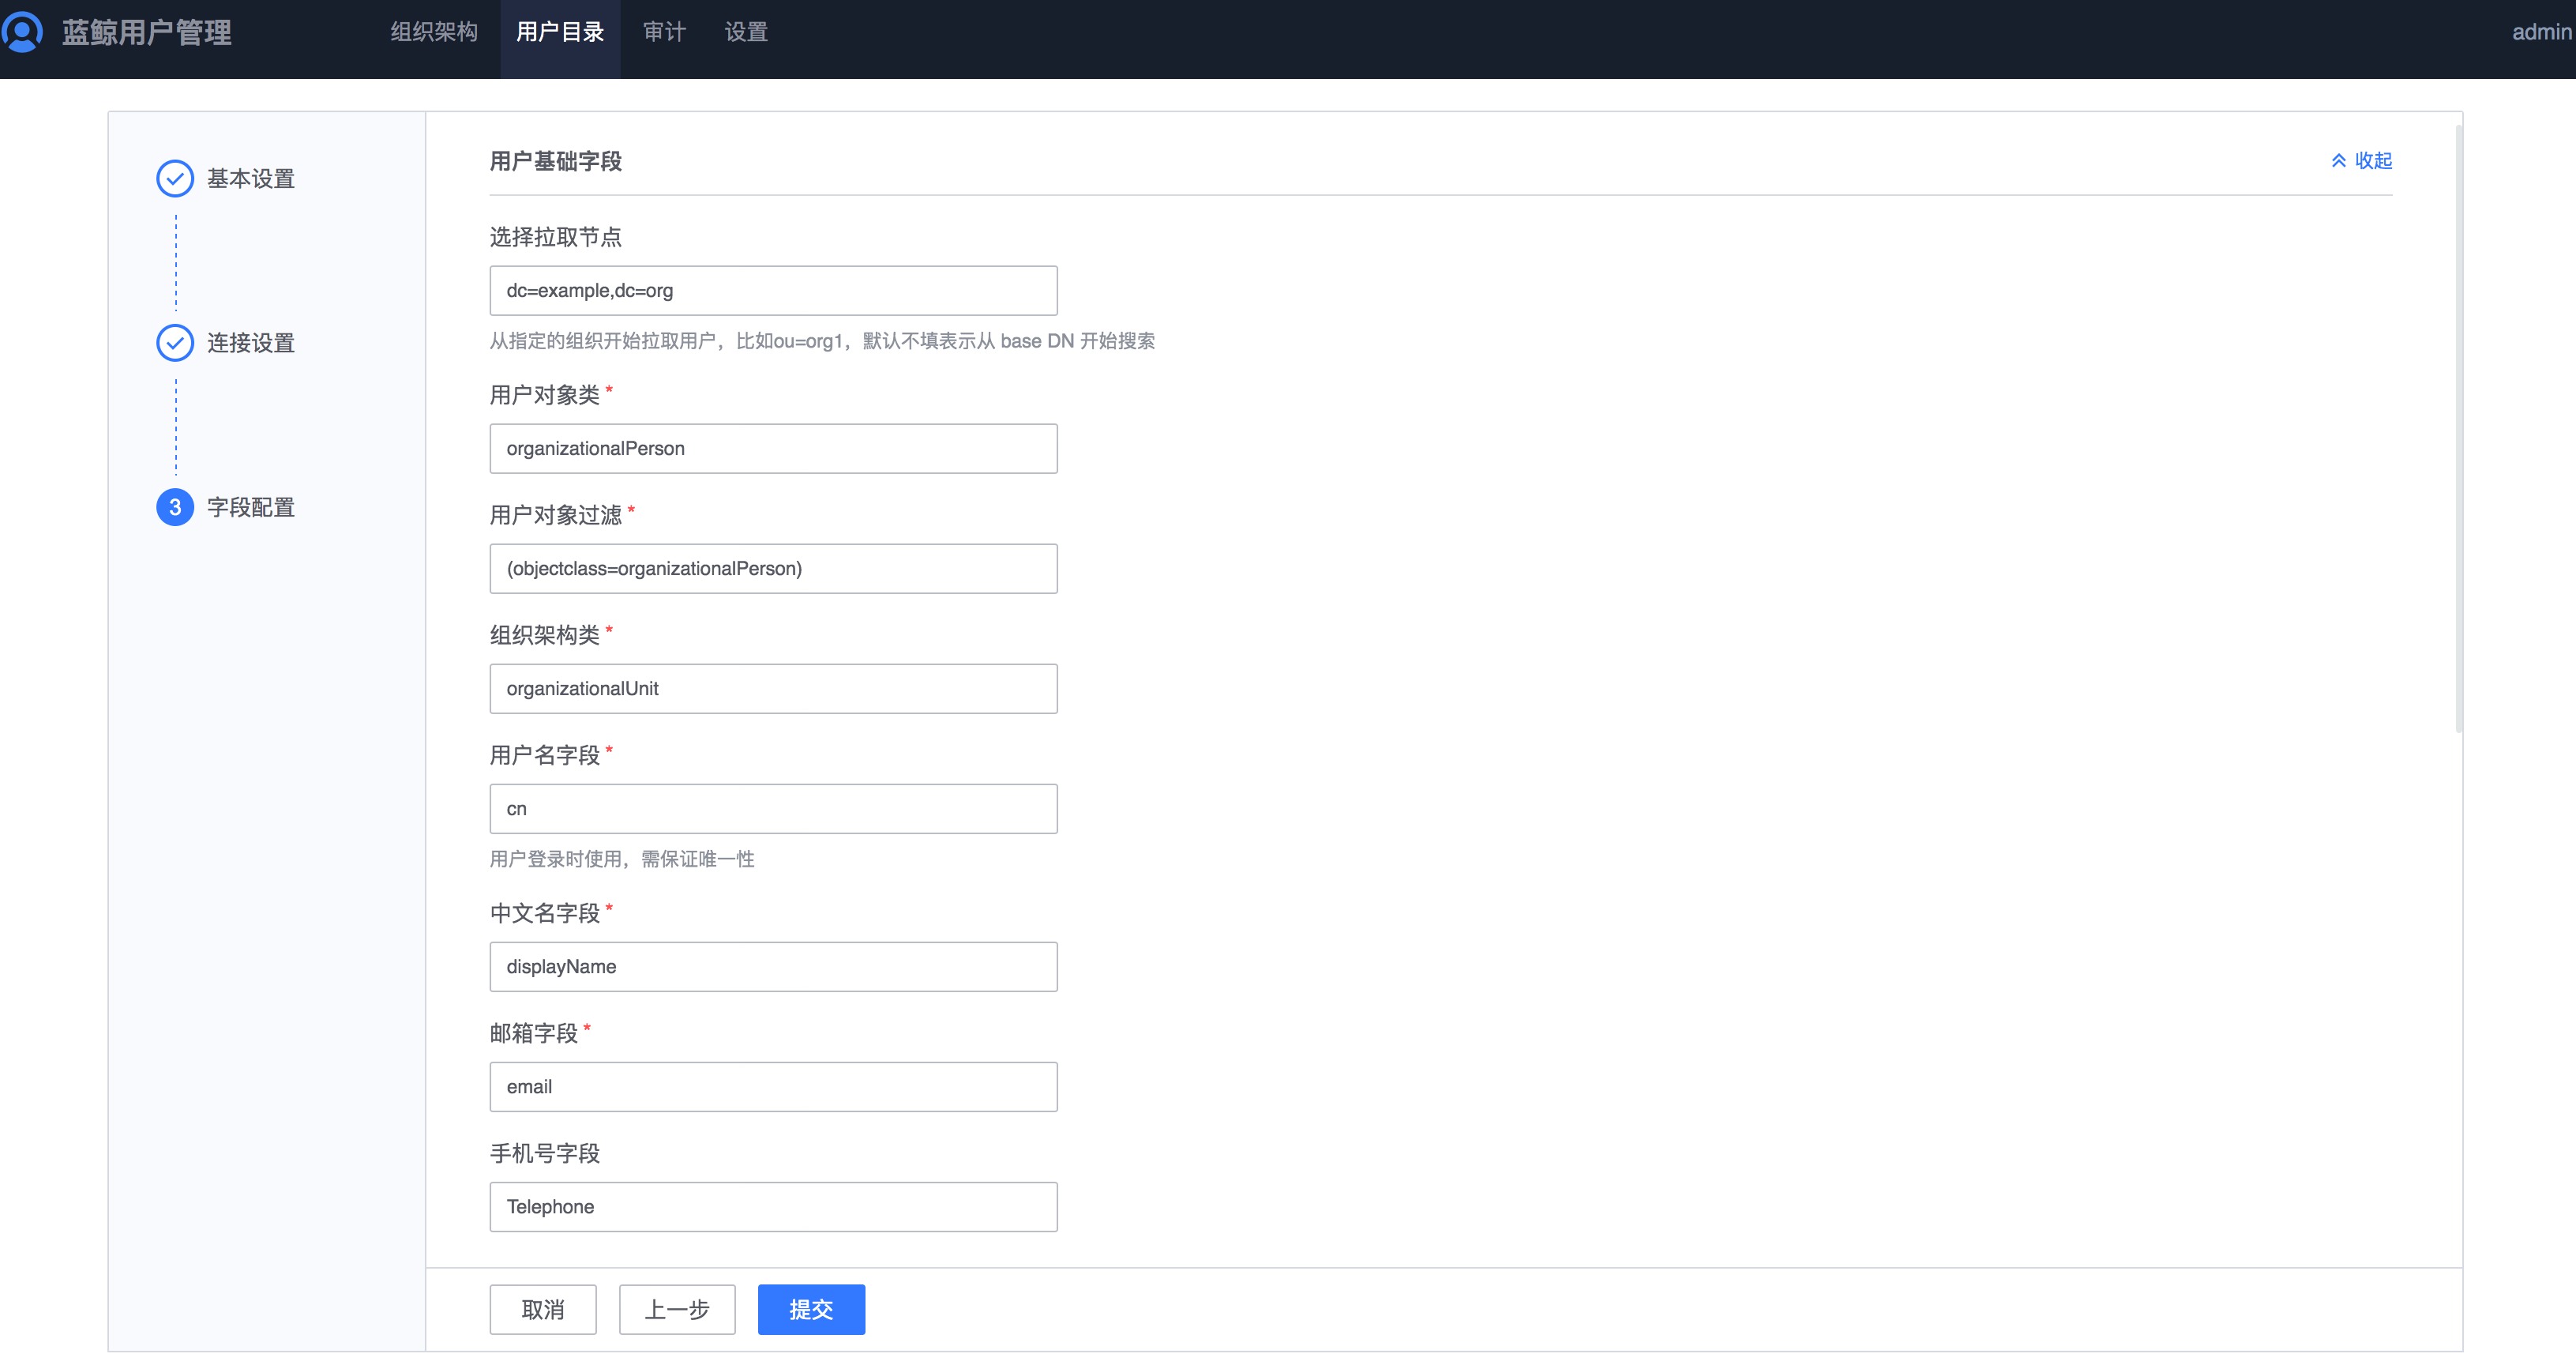 蓝鲸用户管理 组织架构 用户目录 审计 设置 admin
基本设置
连接设置
3 字段配置
用户基础字段 收起
选择拉取节点
dc=example,dc=org
从指定的组织开始拉取用户，比如ou=org1，默认不填表示从 base DN 开始搜索
用户对象类 *
organizationalPerson
用户对象过滤 *
(objectclass=organizationalPerson)
组织架构类 *
organizationalUnit
用户名字段 *
cn
用户登录时使用，需保证唯一性
中文名字段 *
displayName
邮箱字段 *
email
手机号字段
Telephone
取消 上一步 提交